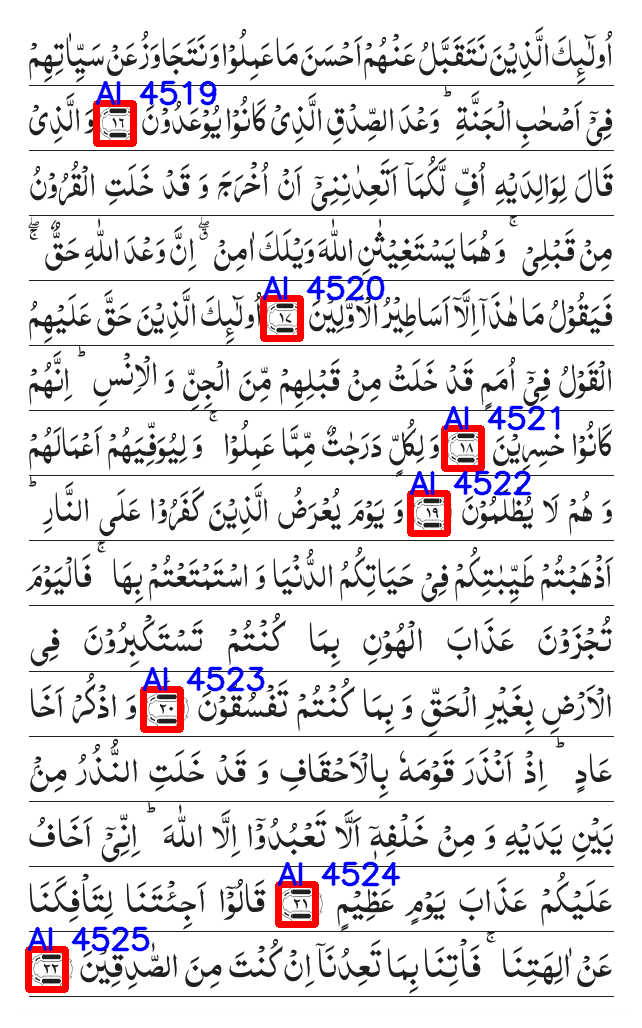 اُولٰٓئِكَ الَّذِيْنَ نَتَقَبَّلُ عَنْهُمْ اَحْسَنَ مَا عَمِلُوْا وَنَتَجَاوَزُ عَنْ سَيِّاٰتِهِمْ
AI 4519
فِيْۤ اَصْحٰبِ الْجَنَّةِ ؕ وَعْدَ الصِّدْقِ الَّذِيْ كَانُوْا يُوْعَدُوْنَ ١٦ وَ الَّذِيْ
قَالَ لِوَالِدَيْهِ اُفٍّ لَّكُمَاۤ اَتَعِدٰنِنِيْۤ اَنْ اُخْرَجَ وَ قَدْ خَلَتِ الْقُرُوْنُ
مِنْ قَبْلِيْ ۚ وَهُمَا يَسْتَغِيْثٰنِ اللّٰهَ وَيْلَكَ اٰمِنْ ۖۗ اِنَّ وَعْدَ اللّٰهِ حَقٌّ ۖۚ
AI 4520
فَيَقُوْلُ مَا هٰذَاۤ اِلَّاۤ اَسَاطِيْرُ الْاَوَّلِيْنَ ١٧ اُولٰٓئِكَ الَّذِيْنَ حَقَّ عَلَيْهِمُ
الْقَوْلُ فِيْۤ اُمَمٍ قَدْ خَلَتْ مِنْ قَبْلِهِمْ مِّنَ الْجِنِّ وَ الْاِنْسِ ؕ اِنَّهُمْ
AI 4521
كَانُوْا خٰسِرِيْنَ ١٨ وَ لِكُلٍّ دَرَجٰتٌ مِّمَّا عَمِلُوْا ۚ وَ لِيُوَفِّيَهُمْ اَعْمَالَهُمْ
AI 4522
وَ هُمْ لَا يُظْلَمُوْنَ ١٩ وَ يَوْمَ يُعْرَضُ الَّذِيْنَ كَفَرُوْا عَلَى النَّارِ ؕ
اَذْهَبْتُمْ طَيِّبٰتِكُمْ فِيْ حَيَاتِكُمُ الدُّنْيَا وَ اسْتَمْتَعْتُمْ بِهَا ۚ فَالْيَوْمَ
تُجْزَوْنَ عَذَابَ الْهُوْنِ بِمَا كُنْتُمْ تَسْتَكْبِرُوْنَ فِي
AI 4523
الْاَرْضِ بِغَيْرِ الْحَقِّ وَ بِمَا كُنْتُمْ تَفْسُقُوْنَ ٢٠ وَ اذْكُرْ اَخَا
عَادٍ ؕ اِذْ اَنْذَرَ قَوْمَهٗ بِالْاَحْقَافِ وَ قَدْ خَلَتِ النُّذُرُ مِنْۢ
بَيْنِ يَدَيْهِ وَ مِنْ خَلْفِهٖۤ اَلَّا تَعْبُدُوْۤا اِلَّا اللّٰهَ ؕ اِنِّيْۤ اَخَافُ
AI 4524
عَلَيْكُمْ عَذَابَ يَوْمٍ عَظِيْمٍ ٢١ قَالُوْۤا اَجِئْتَنَا لِتَاْفِكَنَا
AI 4525
عَنْ اٰلِهَتِنَا ۚ فَاْتِنَا بِمَا تَعِدُنَاۤ اِنْ كُنْتَ مِنَ الصّٰدِقِيْنَ ٢٢